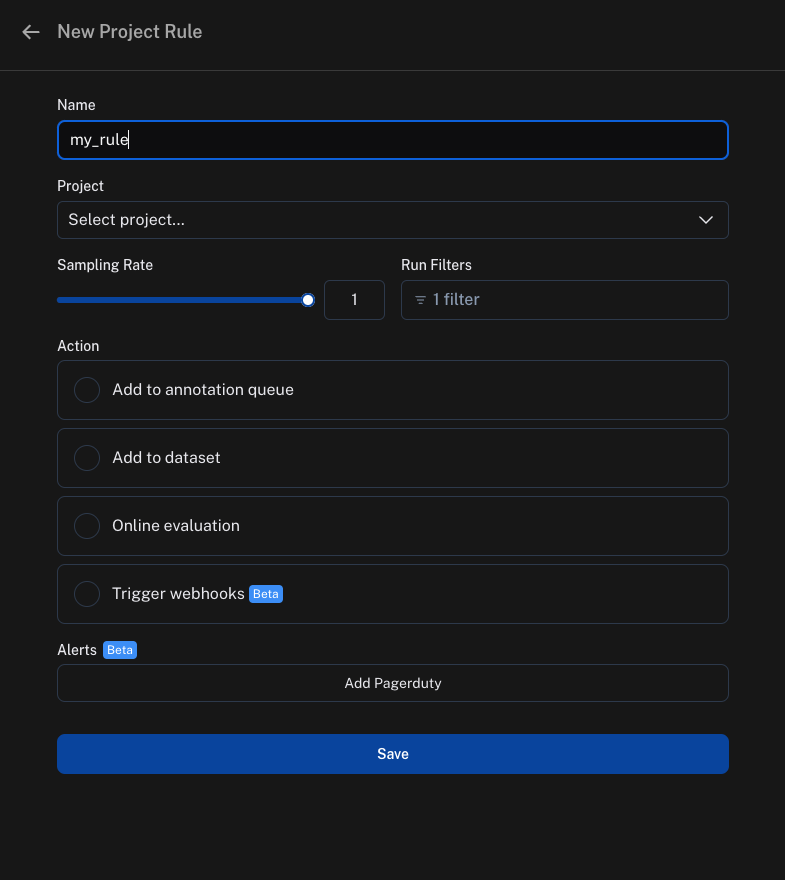 New Project Rule
Name
my_rule
Project
Select project...
Sampling Rate
Run Filters
1
1 filter
Action
Add to annotation queue
Add to dataset
Online evaluation
Trigger webhooks Beta
Alerts Beta
Add Pagerduty
Save